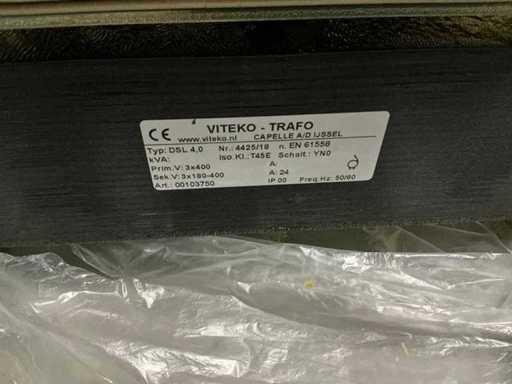 CE VITEKO - TRAFO
www.viteko.nl CAPELLE A/D IJSSEL
Typ: DSL 4,0 Nr.: 4425/18 n. EN 61558
kVA: Iso.Kl.: T45E Schalt.: YN0
Prim.V: 3x400 A:
Sek.V: 3x180-400 A: 24
Art.: 00103750 IP 00 Freq.Hz: 50/60